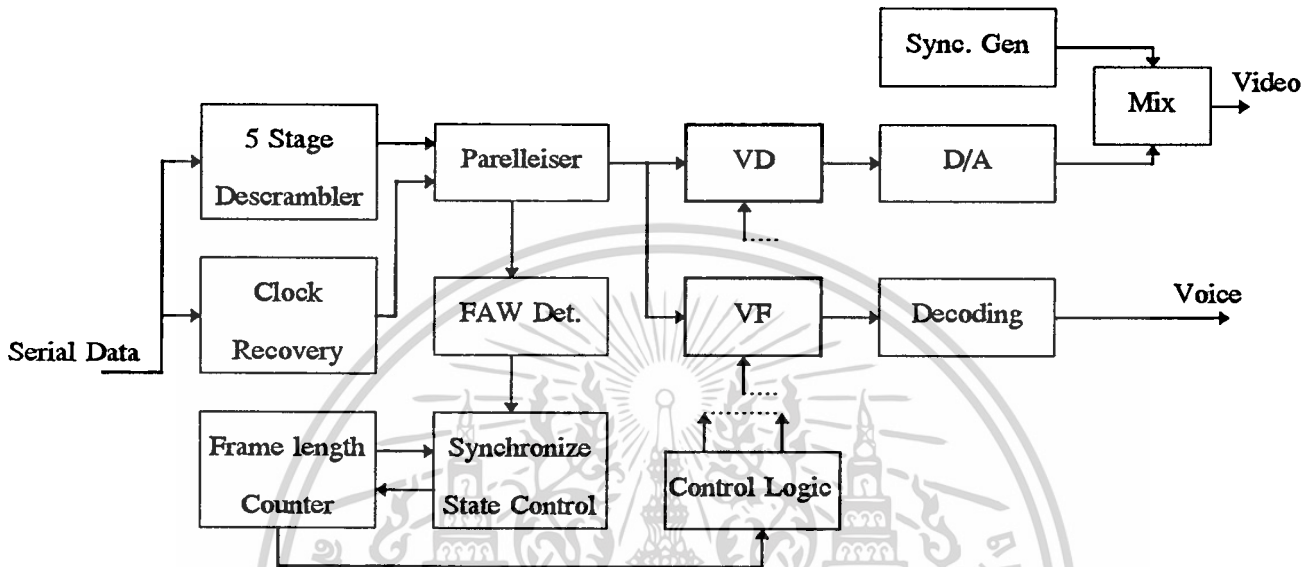 Sync. Gen
Mix
Video
5 Stage
Descrambler
Parelleiser
VD
D/A
Clock
Recovery
FAW Det.
VF
Decoding
Voice
Serial Data
Frame length
Counter
Synchronize
State Control
Control Logic